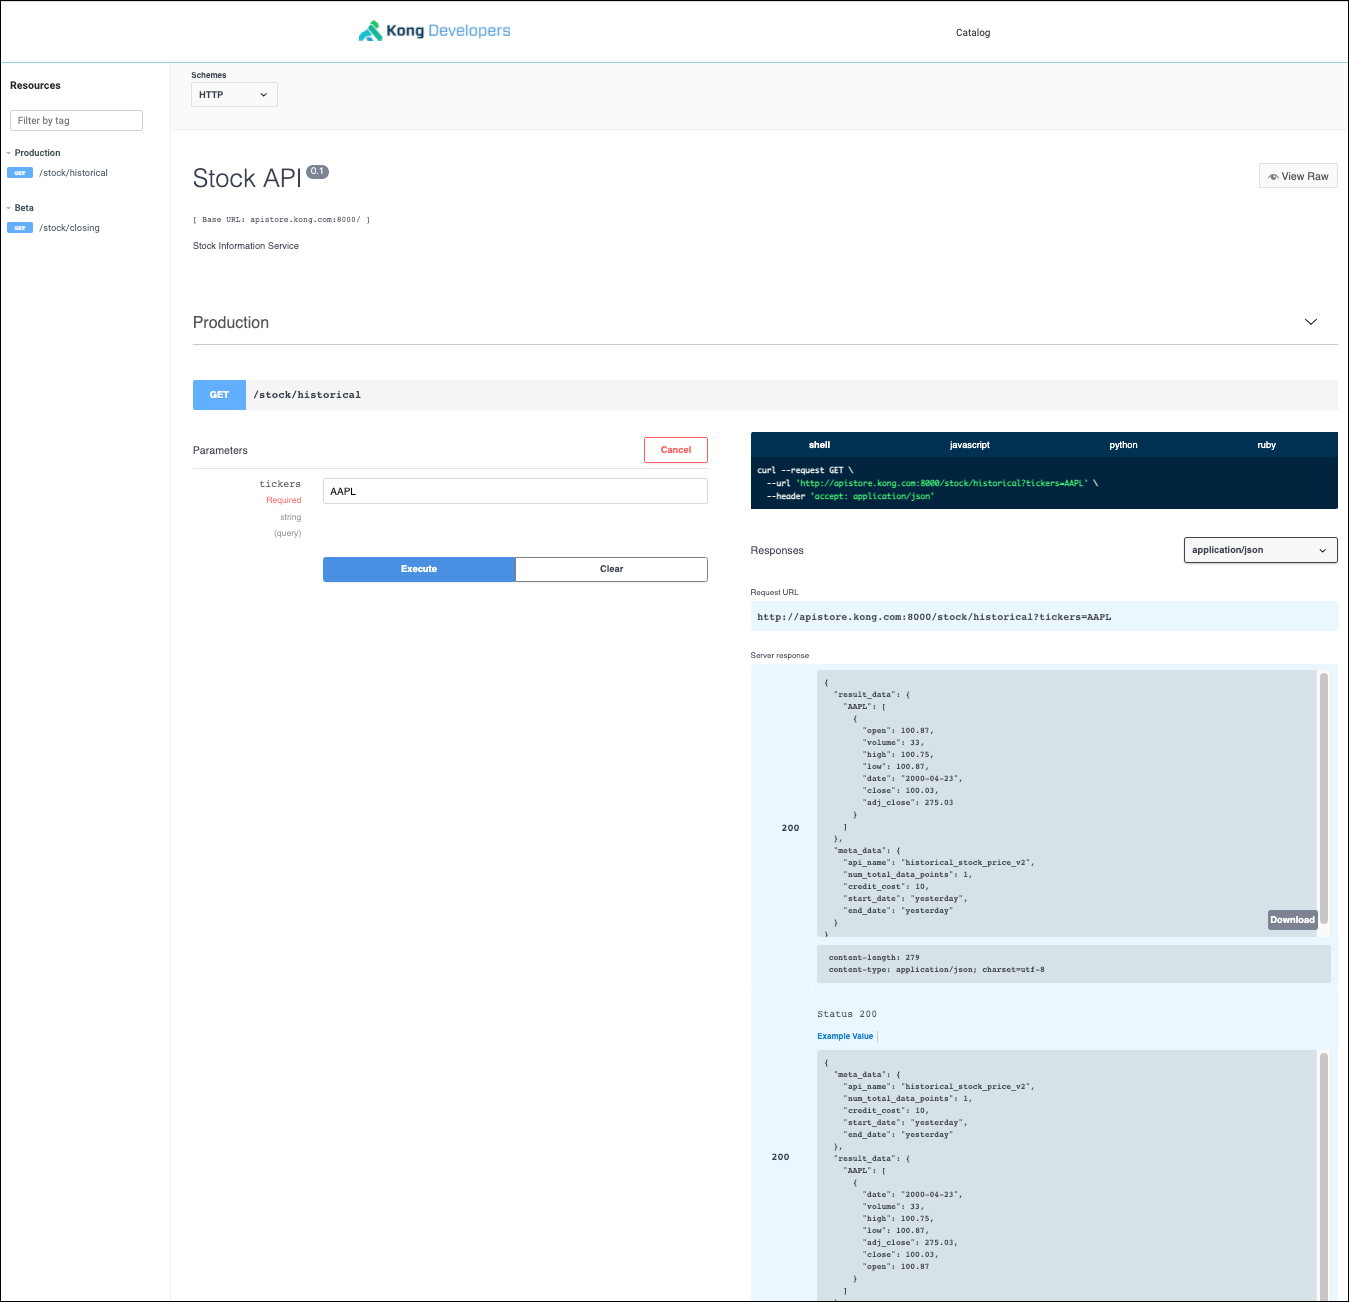 Kong Developers
Catalog
Resources
Filter by tag
Production
GET /stock/historical
Beta
GET /stock/closing
Schemes
HTTP
Stock API 0.1
View Raw
[ Base URL: apistore.kong.com:8000/ ]
Stock Information Service
Production
GET /stock/historical
Parameters
Cancel
tickers
Required
string
(query)
AAPL
Execute
Clear
shell javascript python ruby
curl --request GET \
--url 'http://apistore.kong.com:8000/stock/historical?tickers=AAPL' \
--header 'accept: application/json'
Responses
application/json
Request URL
http://apistore.kong.com:8000/stock/historical?tickers=AAPL
Server response
200
{
"result_data": {
"AAPL": [
{
"open": 100.87,
"volume": 33,
"high": 100.75,
"low": 100.87,
"date": "2000-04-23",
"close": 100.03,
"adj_close": 275.03
}
]
},
"meta_data": {
"api_name": "historical_stock_price_v2",
"num_total_data_points": 1,
"credit_cost": 10,
"start_date": "yesterday",
"end_date": "yesterday"
}
}
Download
content-length: 279
content-type: application/json; charset=utf-8
200
Status 200
Example Value
{
"meta_data": {
"api_name": "historical_stock_price_v2",
"num_total_data_points": 1,
"credit_cost": 10,
"start_date": "yesterday",
"end_date": "yesterday"
},
"result_data": {
"AAPL": [
{
"date": "2000-04-23",
"volume": 33,
"high": 100.75,
"low": 100.87,
"adj_close": 275.03,
"close": 100.03,
"open": 100.87
}
]